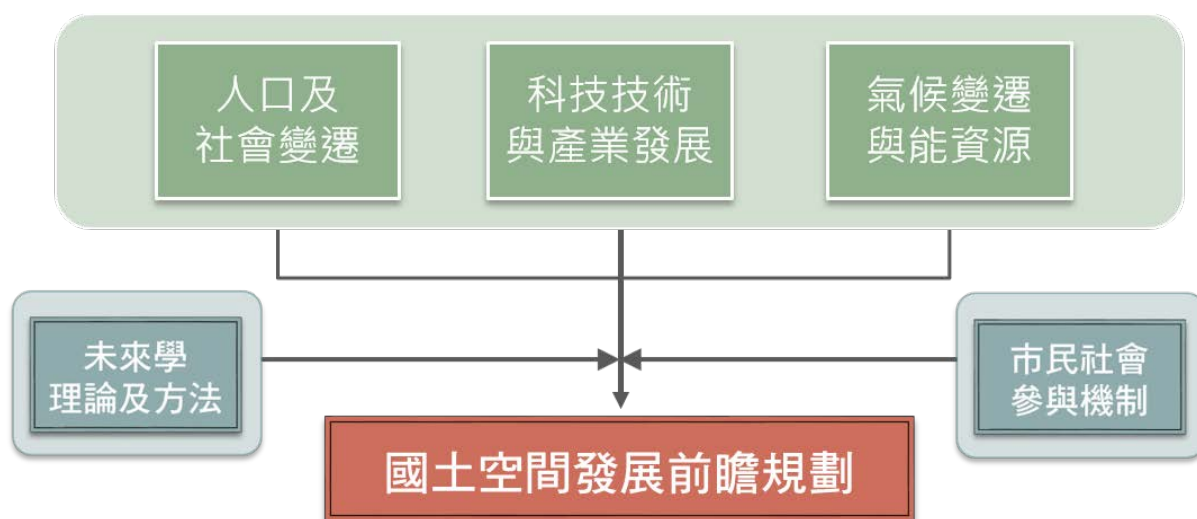 人口及
社會變遷
科技技術
與產業發展
氣候變遷
與能資源
未來學
理論及方法
市民社會
參與機制
國土空間發展前瞻規劃